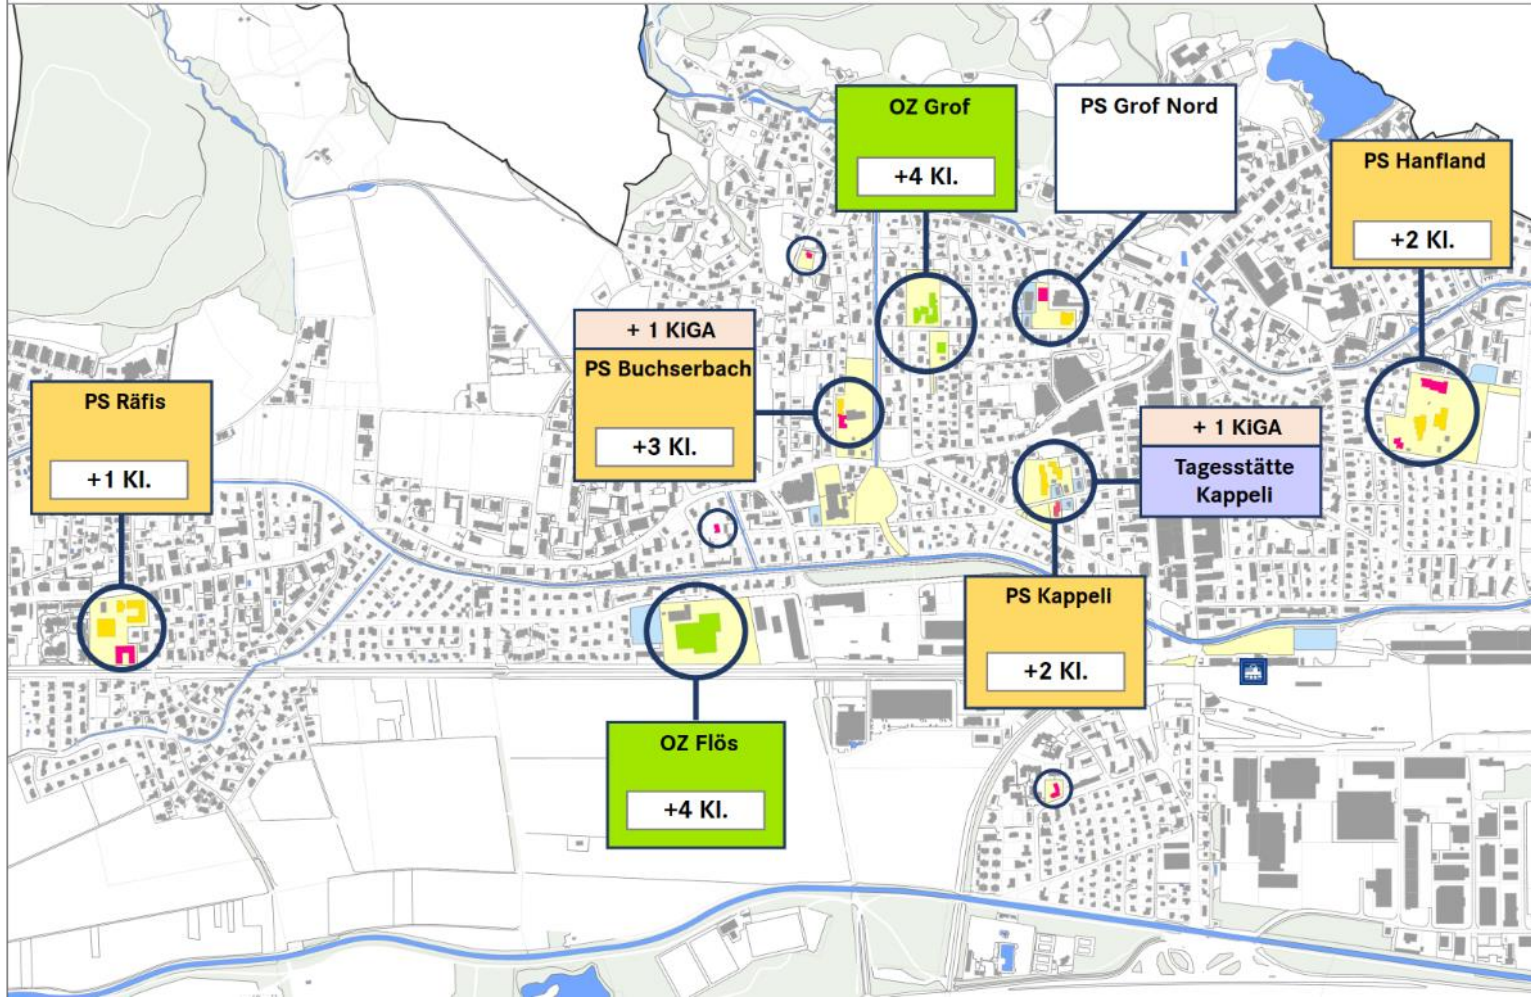 OZ Grof
+4 Kl.
PS Grof Nord
PS Hanfland
+2 Kl.
+ 1 KiGA
PS Buchserbach
+3 Kl.
PS Räfis
+1 Kl.
+ 1 KiGA
Tagesstätte
Kappeli
PS Kappeli
+2 Kl.
OZ Flös
+4 Kl.